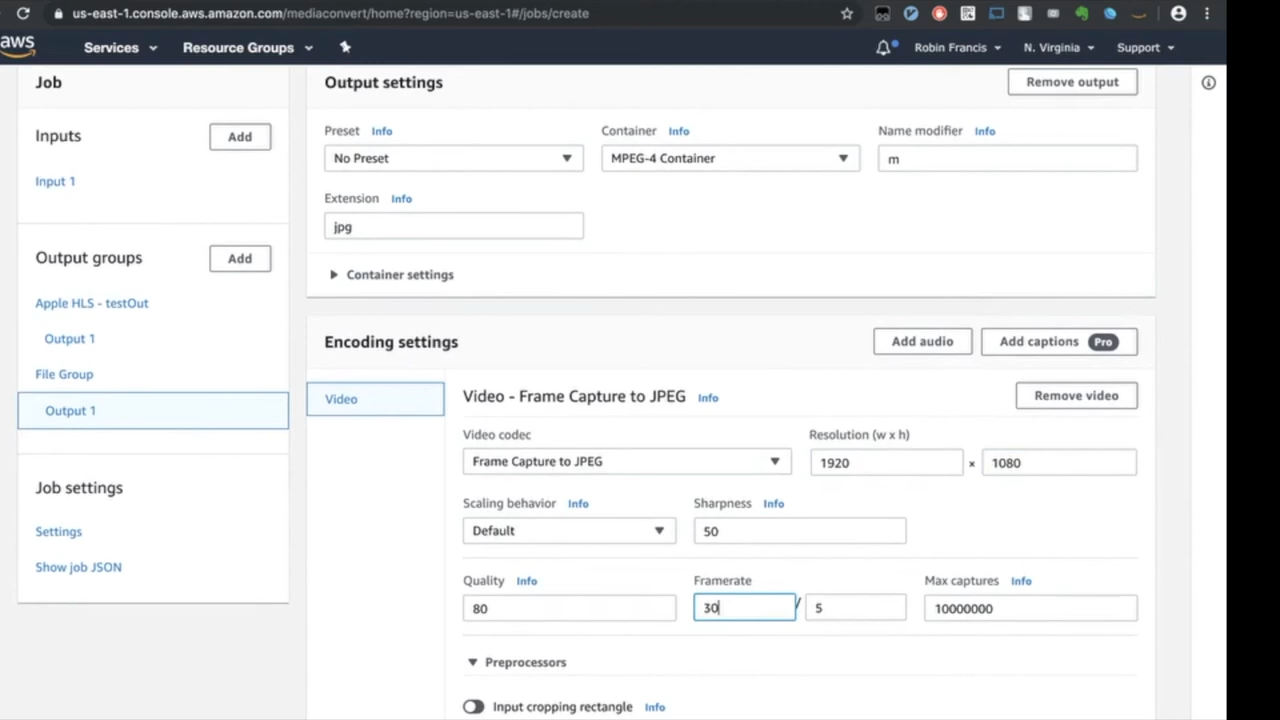 us-east-1.console.aws.amazon.com/mediaconvert/home?region=us-east-1#/jobs/create
aws
Services
Resource Groups
Robin Francis
N. Virginia
Support
Job
Inputs
Add
Input 1
Output groups
Add
Apple HLS - testOut
Output 1
File Group
Output 1
Job settings
Settings
Show job JSON
Output settings
Remove output
Preset Info
Container Info
Name modifier Info
No Preset
MPEG-4 Container
m
Extension Info
jpg
Container settings
Encoding settings
Add audio
Add captions Pro
Video
Video - Frame Capture to JPEG Info
Remove video
Video codec
Resolution (w x h)
Frame Capture to JPEG
1920 x 1080
Scaling behavior Info
Sharpness Info
Default
50
Quality Info
Framerate
Max captures Info
80
30 / 5
10000000
Preprocessors
Input cropping rectangle Info